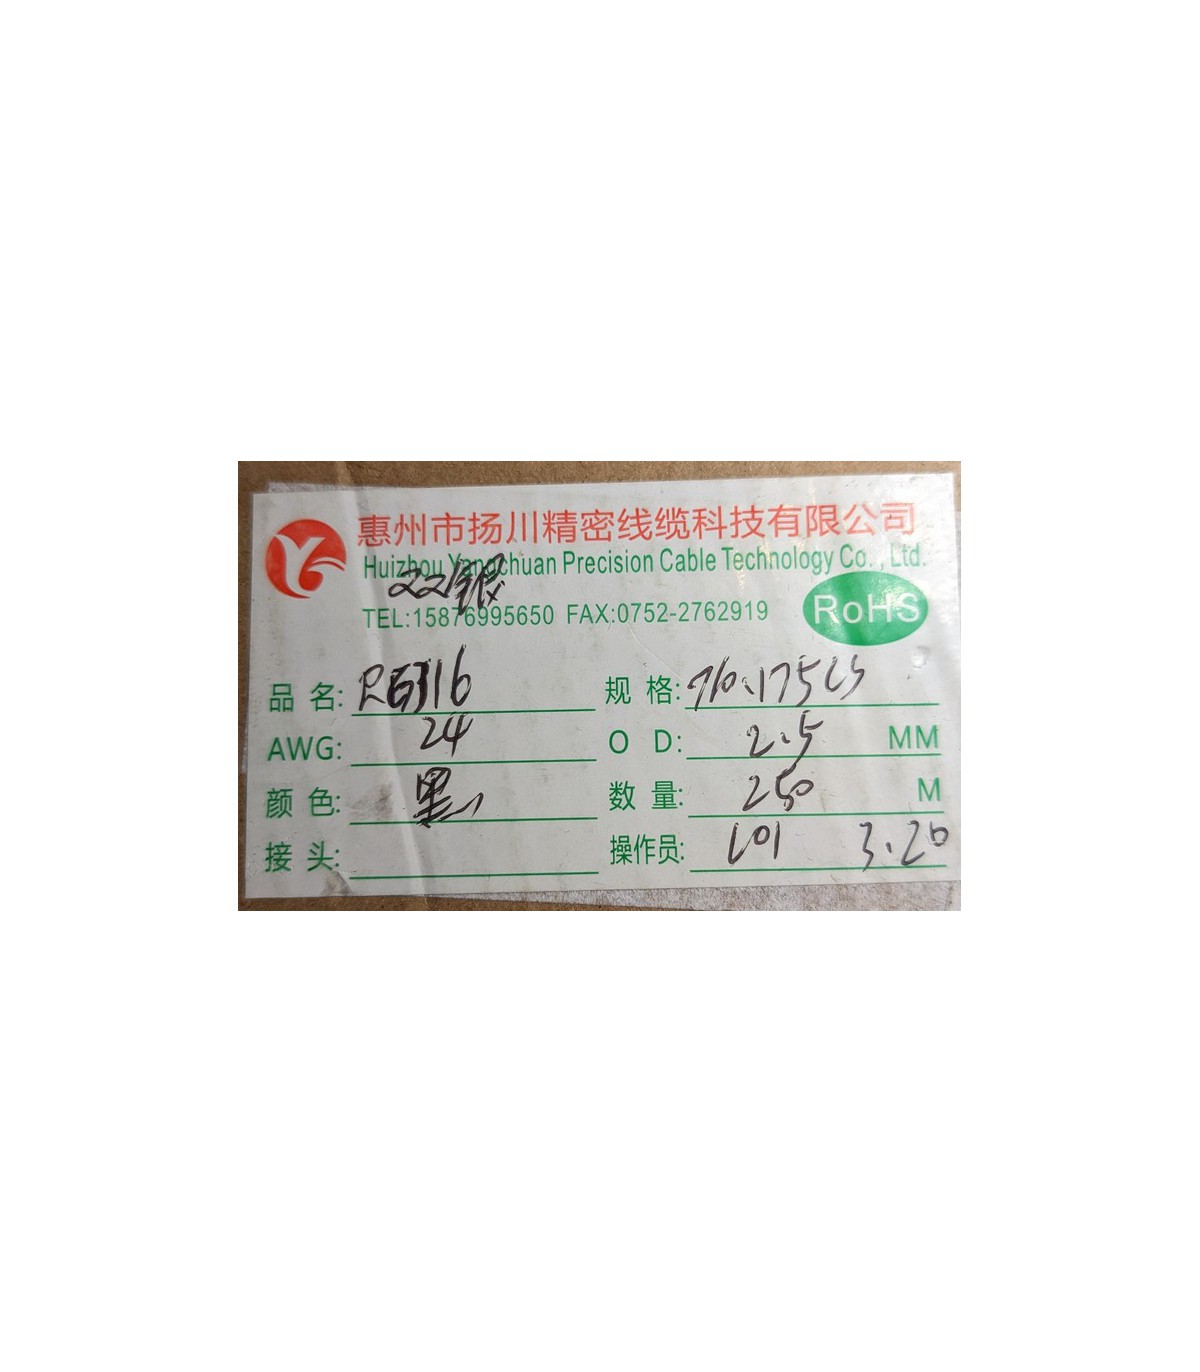 惠州市扬川精密线缆科技有限公司
Huizhou Yangchuan Precision Cable Technology Co., Ltd.
22银
TEL:15876995650 FAX:0752-2762919 RoHS
品 名: RG316 规 格: 7/0.175CS
AWG: 24 O D: 2.5 MM
颜 色: 黑 数 量: 250 M
接 头: 操作员: L01 3.20